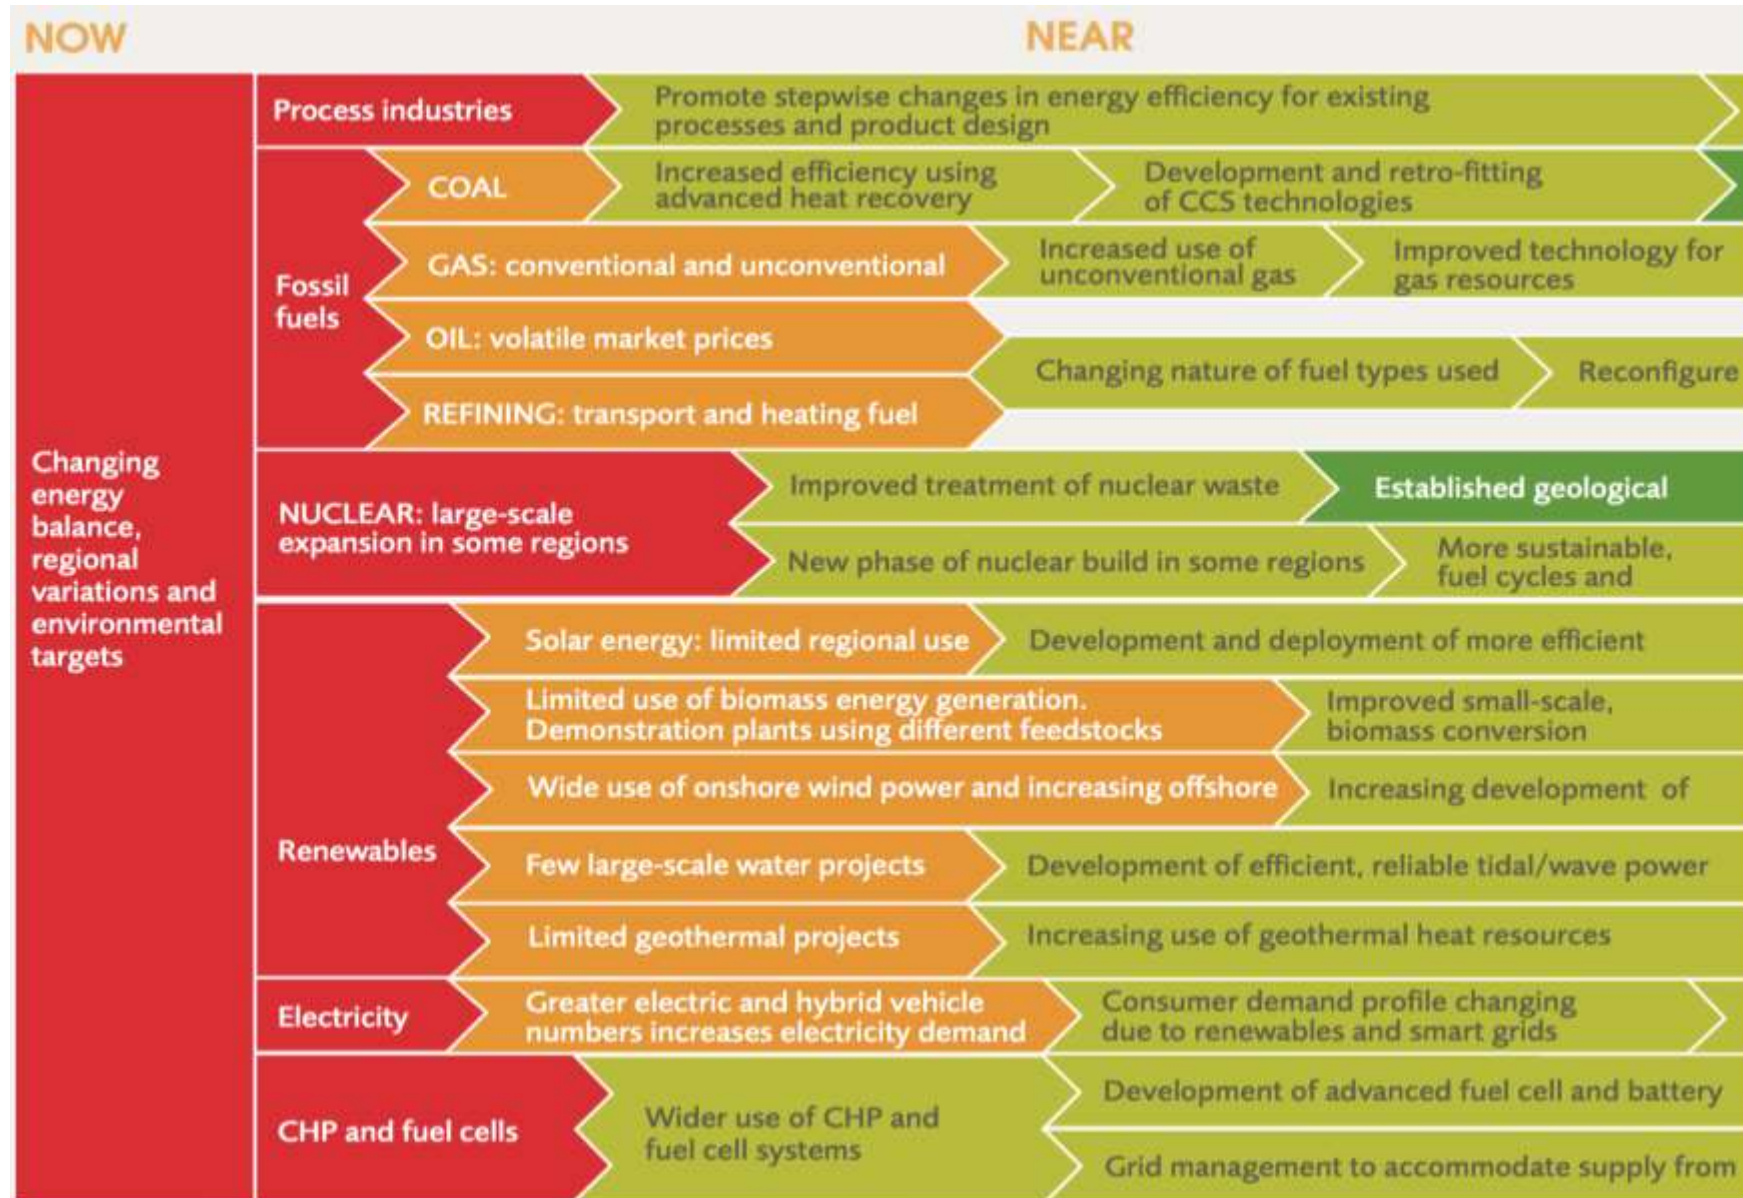 NOW
NEAR
Changing
energy
balance,
regional
variations and
environmental
targets
Process industries
Promote stepwise changes in energy efficiency for existing
processes and product design
Fossil
fuels
COAL
Increased efficiency using
advanced heat recovery
Development and retro-fitting
of CCS technologies
GAS: conventional and unconventional
Increased use of
unconventional gas
Improved technology for
gas resources
OIL: volatile market prices
REFINING: transport and heating fuel
Changing nature of fuel types used
Reconfigure
NUCLEAR: large-scale
expansion in some regions
Improved treatment of nuclear waste
Established geological
New phase of nuclear build in some regions
More sustainable,
fuel cycles and
Renewables
Solar energy: limited regional use
Development and deployment of more efficient
Limited use of biomass energy generation.
Demonstration plants using different feedstocks
Improved small-scale,
biomass conversion
Wide use of onshore wind power and increasing offshore
Increasing development of
Few large-scale water projects
Development of efficient, reliable tidal/wave power
Limited geothermal projects
Increasing use of geothermal heat resources
Electricity
Greater electric and hybrid vehicle
numbers increases electricity demand
Consumer demand profile changing
due to renewables and smart grids
CHP and fuel cells
Wider use of CHP and
fuel cell systems
Development of advanced fuel cell and battery
Grid management to accommodate supply from